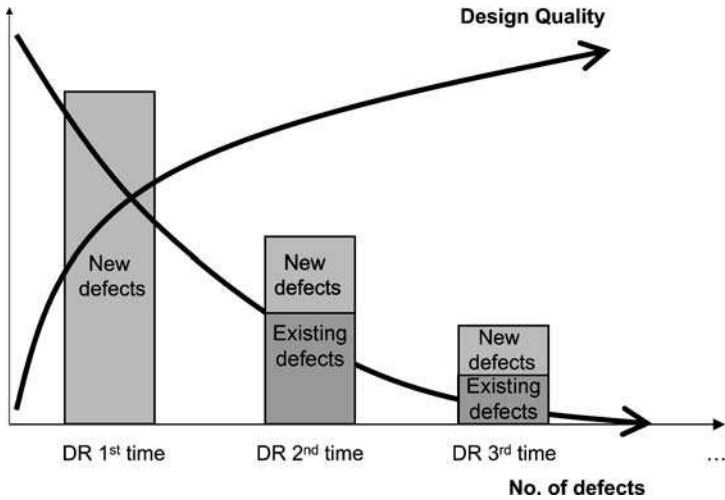 Design Quality
New
defects
New
defects
Existing
defects
New
defects
Existing
defects
DR 1st time
DR 2nd time
DR 3rd time
...
No. of defects